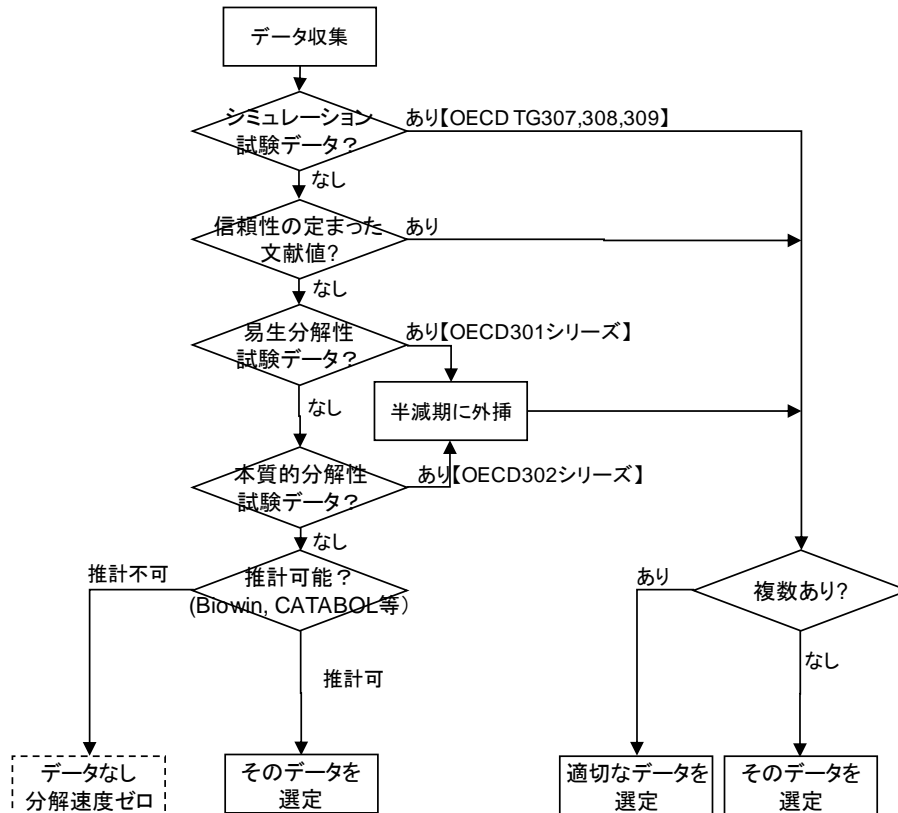 データ収集
シミュレーション
試験データ？
あり【OECD TG307,308,309】
なし
信頼性の定まった
文献値?
あり
なし
易生分解性
試験データ？
あり【OECD301シリーズ】
なし
半減期に外挿
本質的分解性
試験データ？
あり【OECD302シリーズ】
なし
推計可能？
(Biowin, CATABOL等）
推計不可
推計可
複数あり?
あり
なし
データなし
分解速度ゼロ
そのデータを
選定
適切なデータを
選定
そのデータを
選定